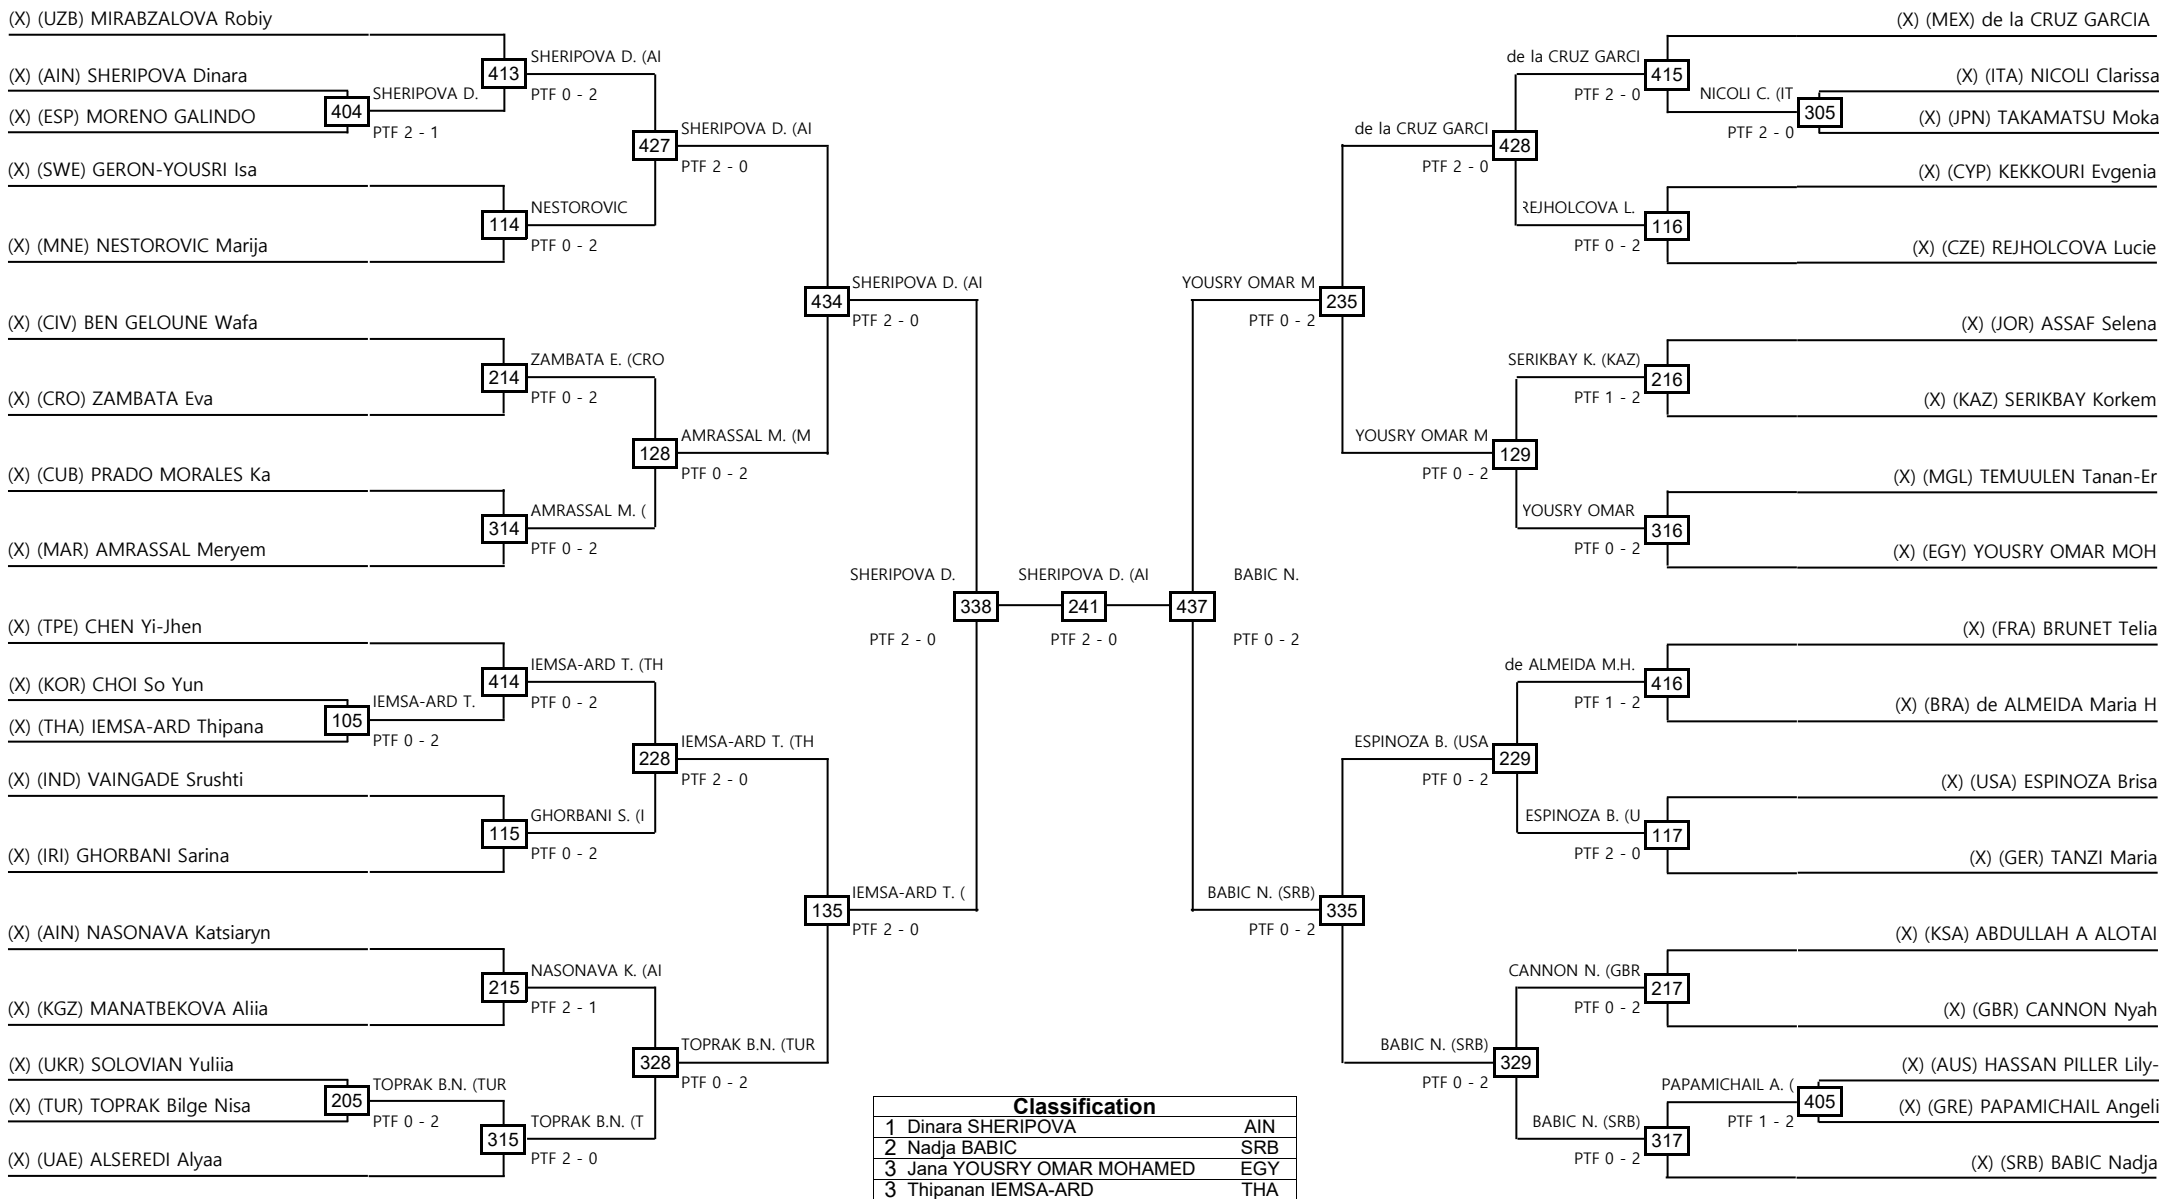 (X) (UZB) MIRABZALOVA Robiy
(X) (AIN) SHERIPOVA Dinara
(X) (ESP) MORENO GALINDO
(X) (SWE) GERON-YOUSRI Isa
(X) (MNE) NESTOROVIC Marija
(X) (CIV) BEN GELOUNE Wafa
(X) (CRO) ZAMBATA Eva
(X) (CUB) PRADO MORALES Ka
(X) (MAR) AMRASSAL Meryem
(X) (TPE) CHEN Yi-Jhen
(X) (KOR) CHOI So Yun
(X) (THA) IEMSA-ARD Thipana
(X) (IND) VAINGADE Srushti
(X) (IRI) GHORBANI Sarina
(X) (AIN) NASONAVA Katsiaryn
(X) (KGZ) MANATBEKOVA Aliia
(X) (UKR) SOLOVIAN Yuliia
(X) (TUR) TOPRAK Bilge Nisa
(X) (UAE) ALSEREDI Alyaa
404
SHERIPOVA D.
PTF 2 - 1
105
IEMSA-ARD T.
PTF 0 - 2
205
TOPRAK B.N. (TUR
PTF 0 - 2
413
SHERIPOVA D. (AI
PTF 0 - 2
114
NESTOROVIC
PTF 0 - 2
214
ZAMBATA E. (CRO
PTF 0 - 2
314
AMRASSAL M. (
PTF 0 - 2
414
IEMSA-ARD T. (TH
PTF 0 - 2
115
GHORBANI S. (I
PTF 0 - 2
215
NASONAVA K. (AI
PTF 2 - 1
315
TOPRAK B.N. (T
PTF 2 - 0
427
SHERIPOVA D. (AI
PTF 2 - 0
128
AMRASSAL M. (M
PTF 0 - 2
228
IEMSA-ARD T. (TH
PTF 2 - 0
328
TOPRAK B.N. (TUR
PTF 0 - 2
434
SHERIPOVA D. (AI
PTF 2 - 0
135
IEMSA-ARD T. (
PTF 2 - 0
SHERIPOVA D.
338
PTF 2 - 0
SHERIPOVA D. (AI
241
PTF 2 - 0
BABIC N.
437
PTF 0 - 2
YOUSRY OMAR M
235
PTF 0 - 2
BABIC N. (SRB)
335
PTF 0 - 2
de la CRUZ GARCI
428
PTF 2 - 0
YOUSRY OMAR M
129
PTF 0 - 2
ESPINOZA B. (USA
229
PTF 0 - 2
BABIC N. (SRB)
329
PTF 0 - 2
de la CRUZ GARCI
415
PTF 2 - 0
REJHOLCOVA L.
116
PTF 0 - 2
SERIKBAY K. (KAZ)
216
PTF 1 - 2
YOUSRY OMAR
316
PTF 0 - 2
de ALMEIDA M.H.
416
PTF 1 - 2
ESPINOZA B. (U
117
PTF 2 - 0
CANNON N. (GBR
217
PTF 0 - 2
BABIC N. (SRB)
317
PTF 0 - 2
NICOLI C. (IT
305
PTF 2 - 0
PAPAMICHAIL A. (
405
PTF 1 - 2
(X) (MEX) de la CRUZ GARCIA
(X) (ITA) NICOLI Clarissa
(X) (JPN) TAKAMATSU Moka
(X) (CYP) KEKKOURI Evgenia
(X) (CZE) REJHOLCOVA Lucie
(X) (JOR) ASSAF Selena
(X) (KAZ) SERIKBAY Korkem
(X) (MGL) TEMUULEN Tanan-Er
(X) (EGY) YOUSRY OMAR MOH
(X) (FRA) BRUNET Telia
(X) (BRA) de ALMEIDA Maria H
(X) (USA) ESPINOZA Brisa
(X) (GER) TANZI Maria
(X) (KSA) ABDULLAH A ALOTAI
(X) (GBR) CANNON Nyah
(X) (AUS) HASSAN PILLER Lily-
(X) (GRE) PAPAMICHAIL Angeli
(X) (SRB) BABIC Nadja
Classification
1 Dinara SHERIPOVA AIN
2 Nadja BABIC SRB
3 Jana YOUSRY OMAR MOHAMED EGY
3 Thipanan IEMSA-ARD THA